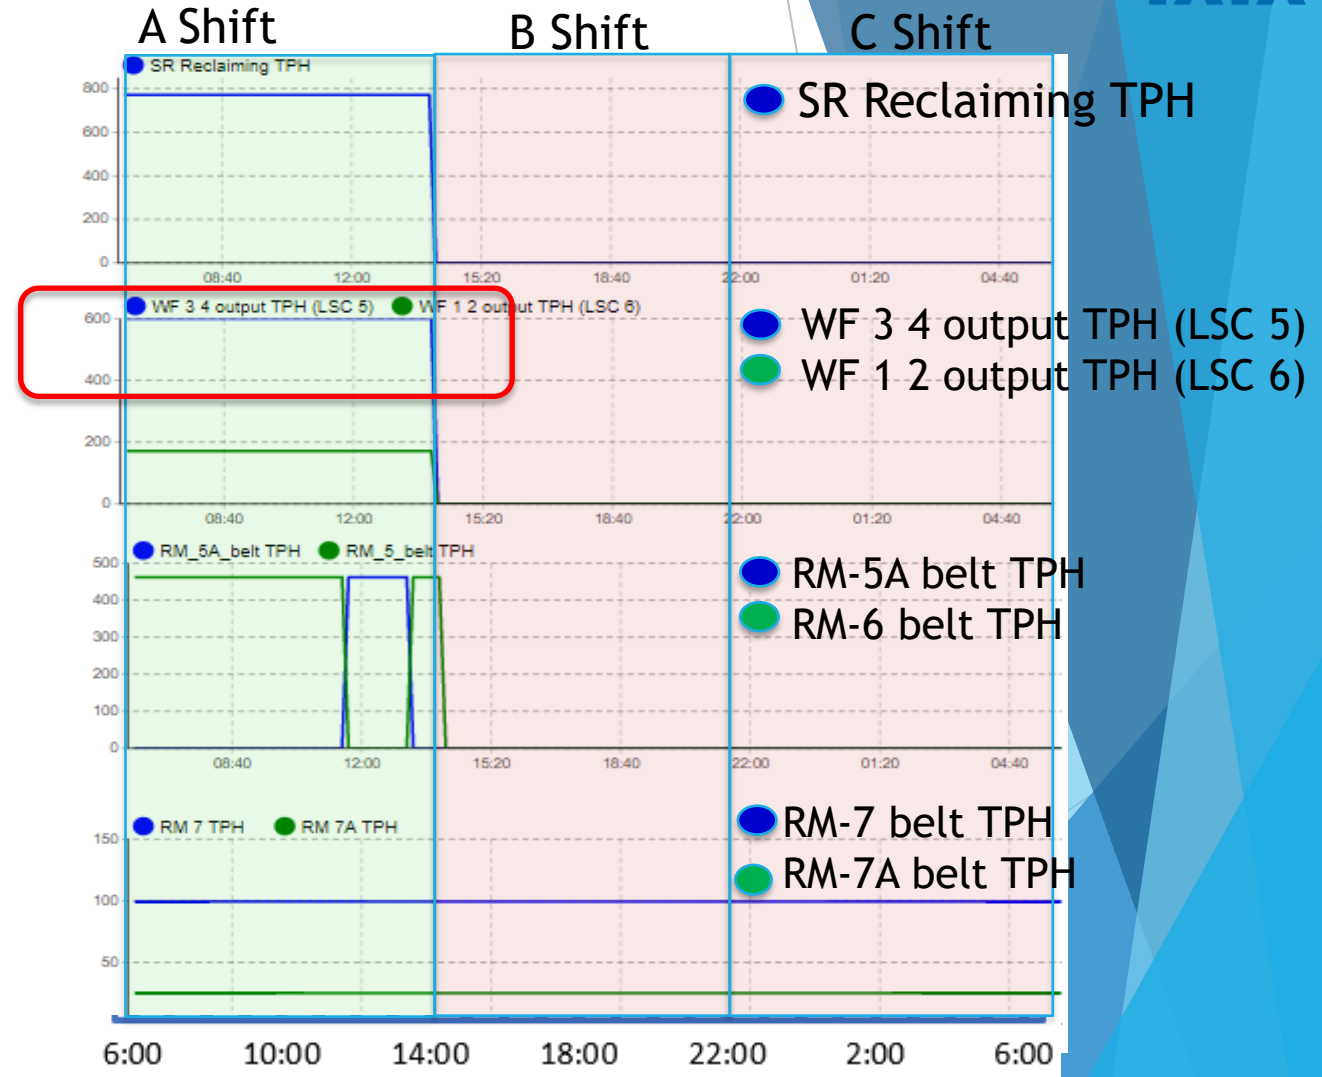 A Shift B Shift C Shift
SR Reclaiming TPH
800
600
400
200
0
08:40 12:00 15:20 18:40 22:00 01:20 04:40
SR Reclaiming TPH
WF 3 4 output TPH (LSC 5) WF 1 2 output TPH (LSC 6)
600
400
200
0
08:40 12:00 15:20 18:40 22:00 01:20 04:40
WF 3 4 output TPH (LSC 5)
WF 1 2 output TPH (LSC 6)
RM_5A_belt TPH RM_5_belt TPH
500
400
300
200
100
0
08:40 12:00 15:20 18:40 22:00 01:20 04:40
RM-5A belt TPH
RM-6 belt TPH
RM 7 TPH RM 7A TPH
150
100
50
RM-7 belt TPH
RM-7A belt TPH
6:00 10:00 14:00 18:00 22:00 2:00 6:00